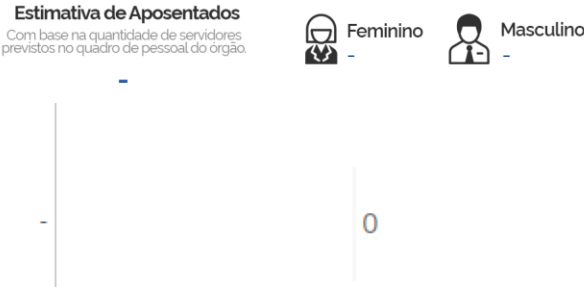 Estimativa de Aposentados
Com base na quantidade de servidores
previstos no quadro de pessoal do órgão.
-
Feminino
-
Masculino
-
-
0